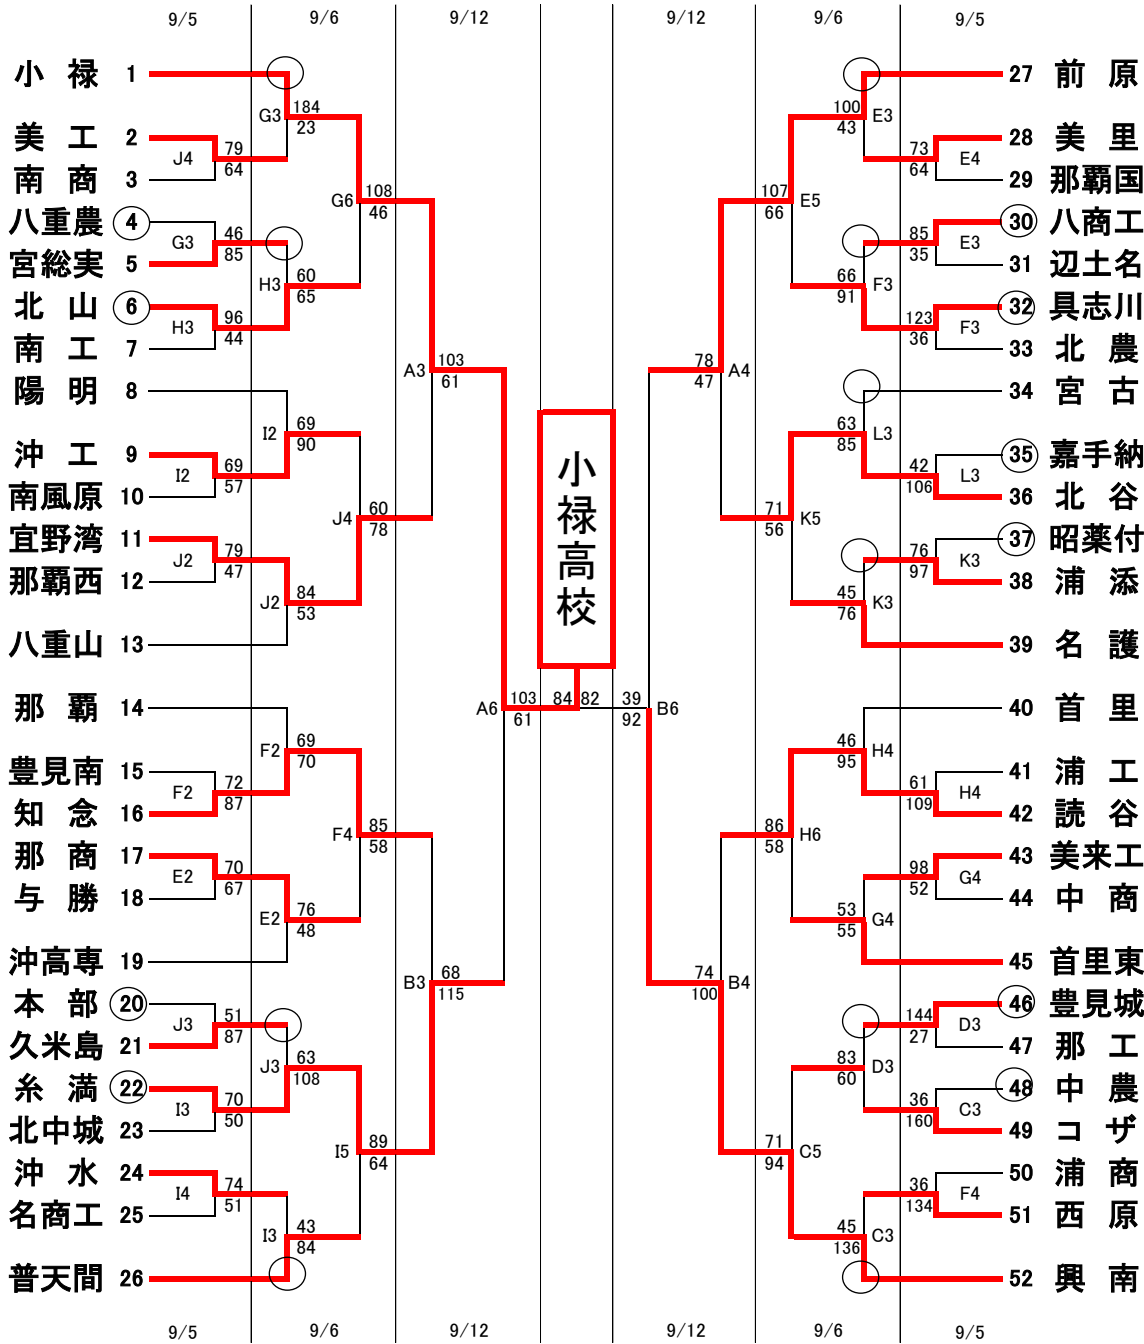 9/5 9/6 9/12 9/12 9/6 9/5
小 禄 1
G3 184
23
美 工 2
J4 79
64
南 商 3
G6 108
46
八重農 4
G3 46
85
宮総実 5
H3 60
65
北 山 6
H3 96
44
南 工 7
A3 103
61
陽 明 8
I2 69
90
沖 工 9
I2 69
57
南風原 10
J4 60
78
宜野湾 11
J2 79
47
那覇西 12
J2 84
53
八重山 13
A6 103
61
那 覇 14
F2 69
70
豊見南 15
F2 72
87
知 念 16
F4 85
58
那 商 17
E2 70
67
与 勝 18
E2 76
48
沖高専 19
B3 68
115
本 部 20
J3 51
87
久米島 21
J3 63
108
糸 満 22
I3 70
50
北中城 23
I5 89
64
沖 水 24
I4 74
51
名商工 25
I3 43
84
普天間 26
小禄高校
84 82
27 前 原
100
43 E3
28 美 里
73
64 E4
29 那覇国
107
66 E5
30 八商工
85
35 E3
31 辺土名
66
91 F3
32 具志川
123
36 F3
33 北 農
78
47 A4
34 宮 古
63
85 L3
35 嘉手納
42
106 L3
36 北 谷
71
56 K5
37 昭薬付
76
97 K3
38 浦 添
45
76 K3
39 名 護
39
92 B6
40 首 里
46
95 H4
41 浦 工
61
109 H4
42 読 谷
86
58 H6
43 美来工
98
52 G4
44 中 商
53
55 G4
45 首里東
74
100 B4
46 豊見城
144
27 D3
47 那 工
83
60 D3
48 中 農
36
160 C3
49 コ ザ
71
94 C5
50 浦 商
36
134 F4
51 西 原
45
136 C3
52 興 南
9/5 9/6 9/12 9/12 9/6 9/5